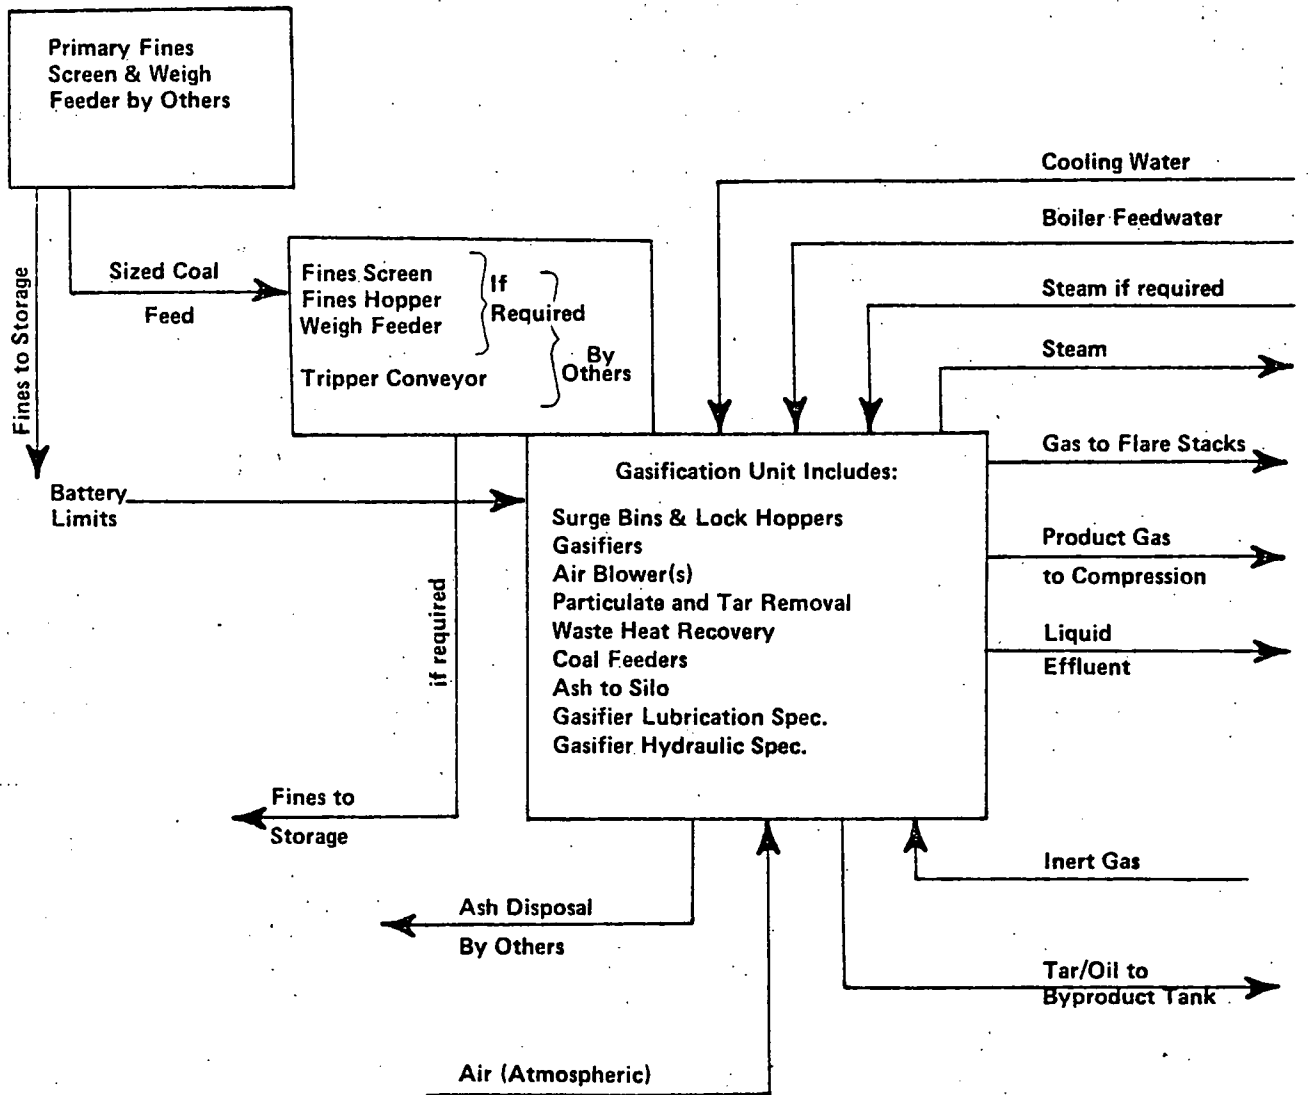 Primary Fines
Screen & Weigh
Feeder by Others
Cooling Water
Boiler Feedwater
Steam if required
Steam
Sized Coal
Feed
Fines to Storage
Fines Screen
Fines Hopper
Weigh Feeder
If
Required
Tripper Conveyor
By
Others
Battery
Limits
if required
Gasification Unit Includes:
Surge Bins & Lock Hoppers
Gasifiers
Air Blower(s)
Particulate and Tar Removal
Waste Heat Recovery
Coal Feeders
Ash to Silo
Gasifier Lubrication Spec.
Gasifier Hydraulic Spec.
Gas to Flare Stacks
Product Gas
to Compression
Liquid
Effluent
Fines to
Storage
Ash Disposal
By Others
Inert Gas
Tar/Oil to
Byproduct Tank
Air (Atmospheric)